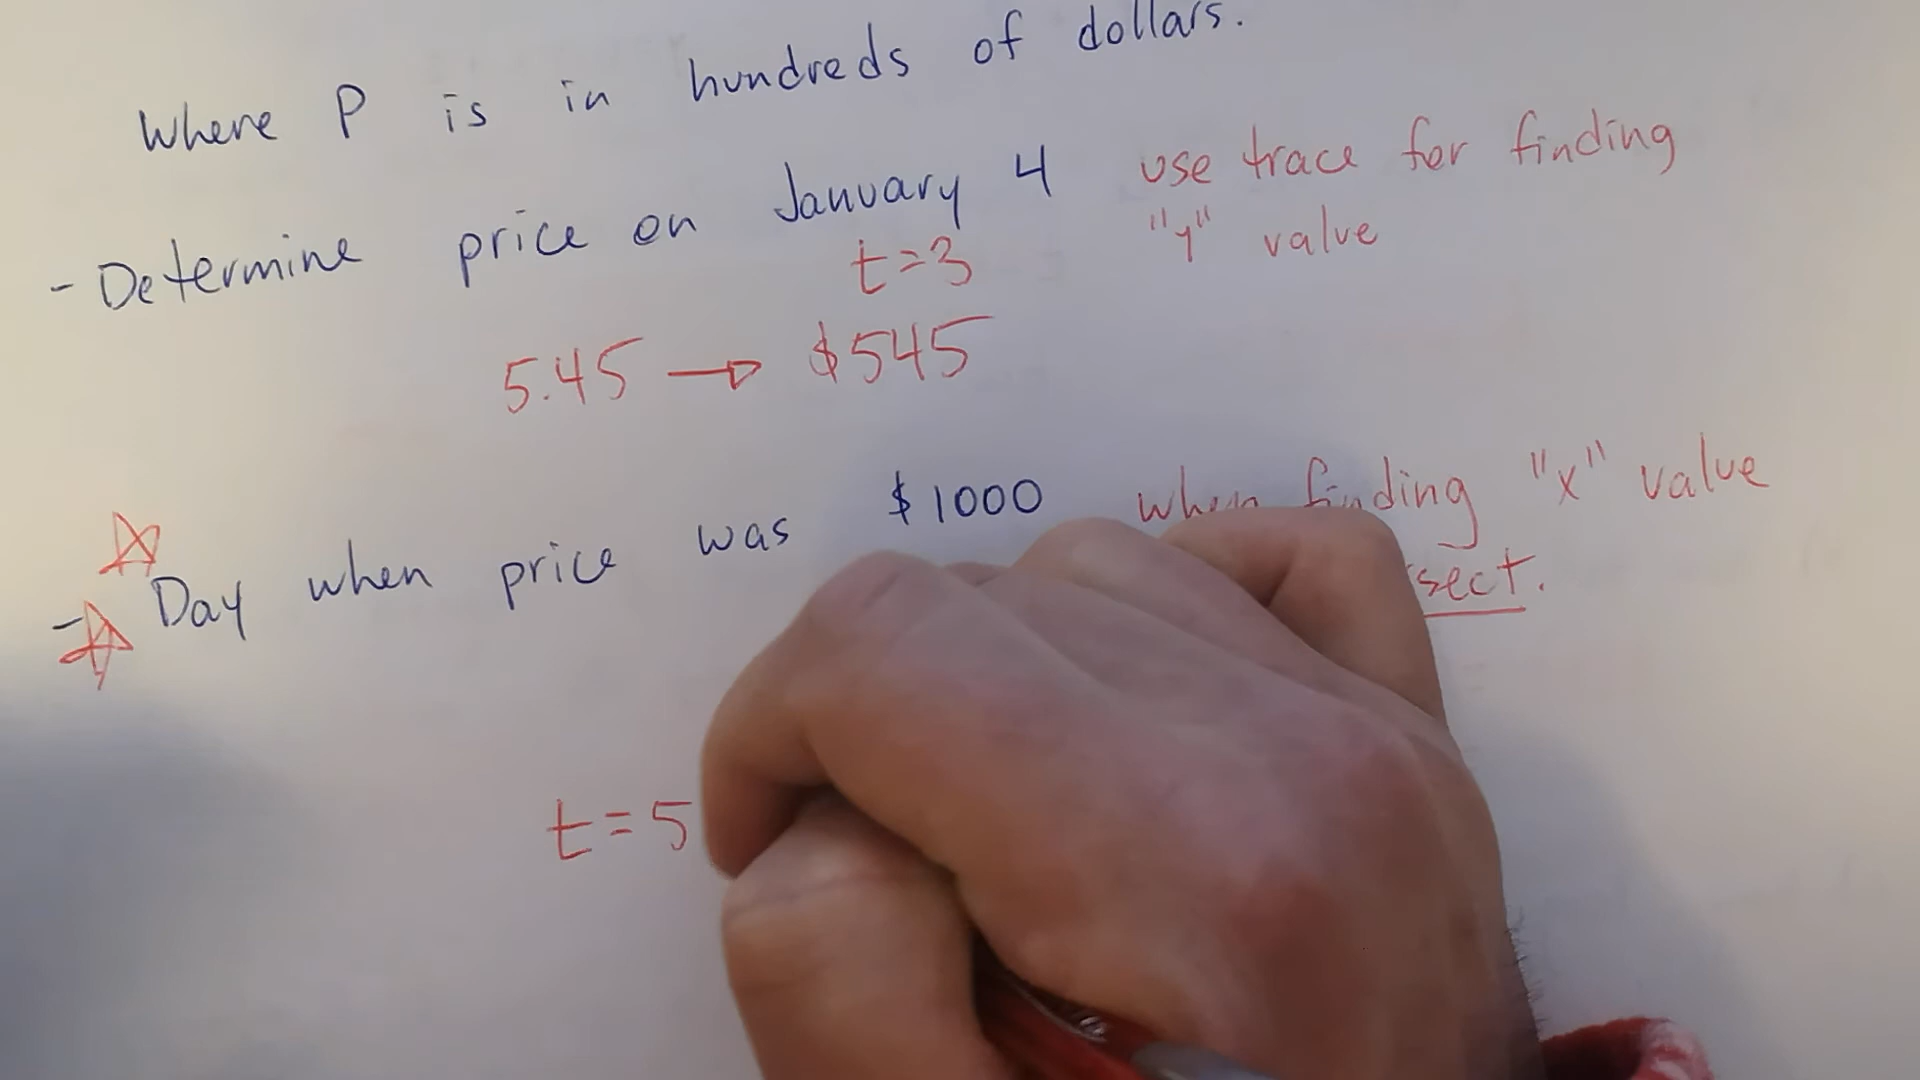 Where P is in hundreds of dollars.
- Determine price on January 4 use trace for finding
"y" value
t=3
5.45 → $545
- Day when price was $1000 when finding "x" value
sect.
t=5